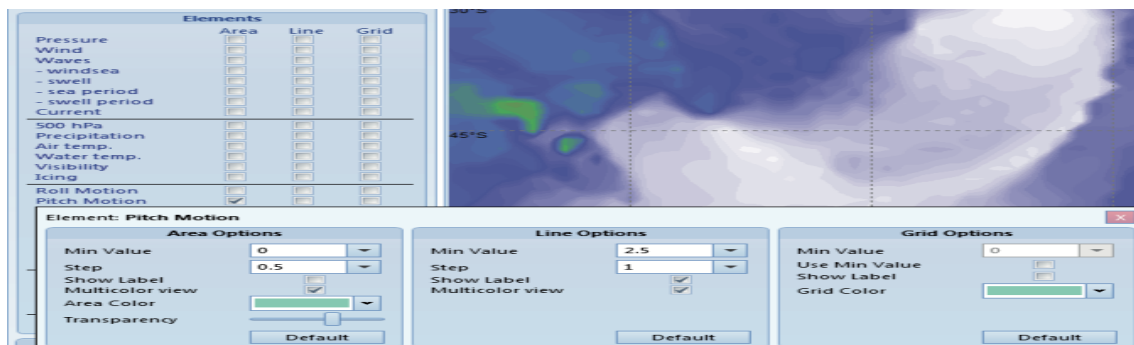 Elements
Area Line Grid
Pressure
Wind
Waves
- windsea
- swell
- sea period
- swell period
Current
500 hPa
Precipitation
Air temp.
Water temp.
Visibility
Icing
Roll Motion
Pitch Motion
50°S
45°S
Element: Pitch Motion
Area Options
Min Value 0
Step 0.5
Show Label
Multicolor view
Area Color
Transparency
Default
Line Options
Min Value 2.5
Step 1
Show Label
Multicolor view
Default
Grid Options
Min Value 0
Use Min Value
Show Label
Grid Color
Default